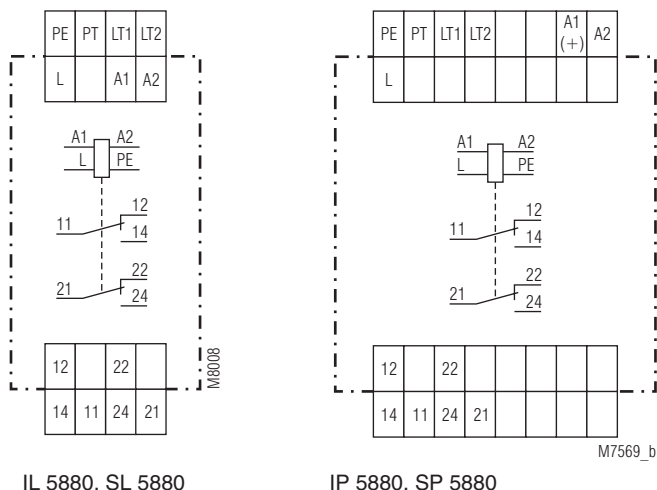 PE PT LT1 LT2
L A1 A2
A1 A2
L PE
11 12
14
21 22
24
12 22
14 11 24 21
M8008
IL 5880, SL 5880
PE PT LT1 LT2 A1 (+) A2
L
A1 A2
L PE
11 12
14
21 22
24
12 22
14 11 24 21
M7569_b
IP 5880, SP 5880